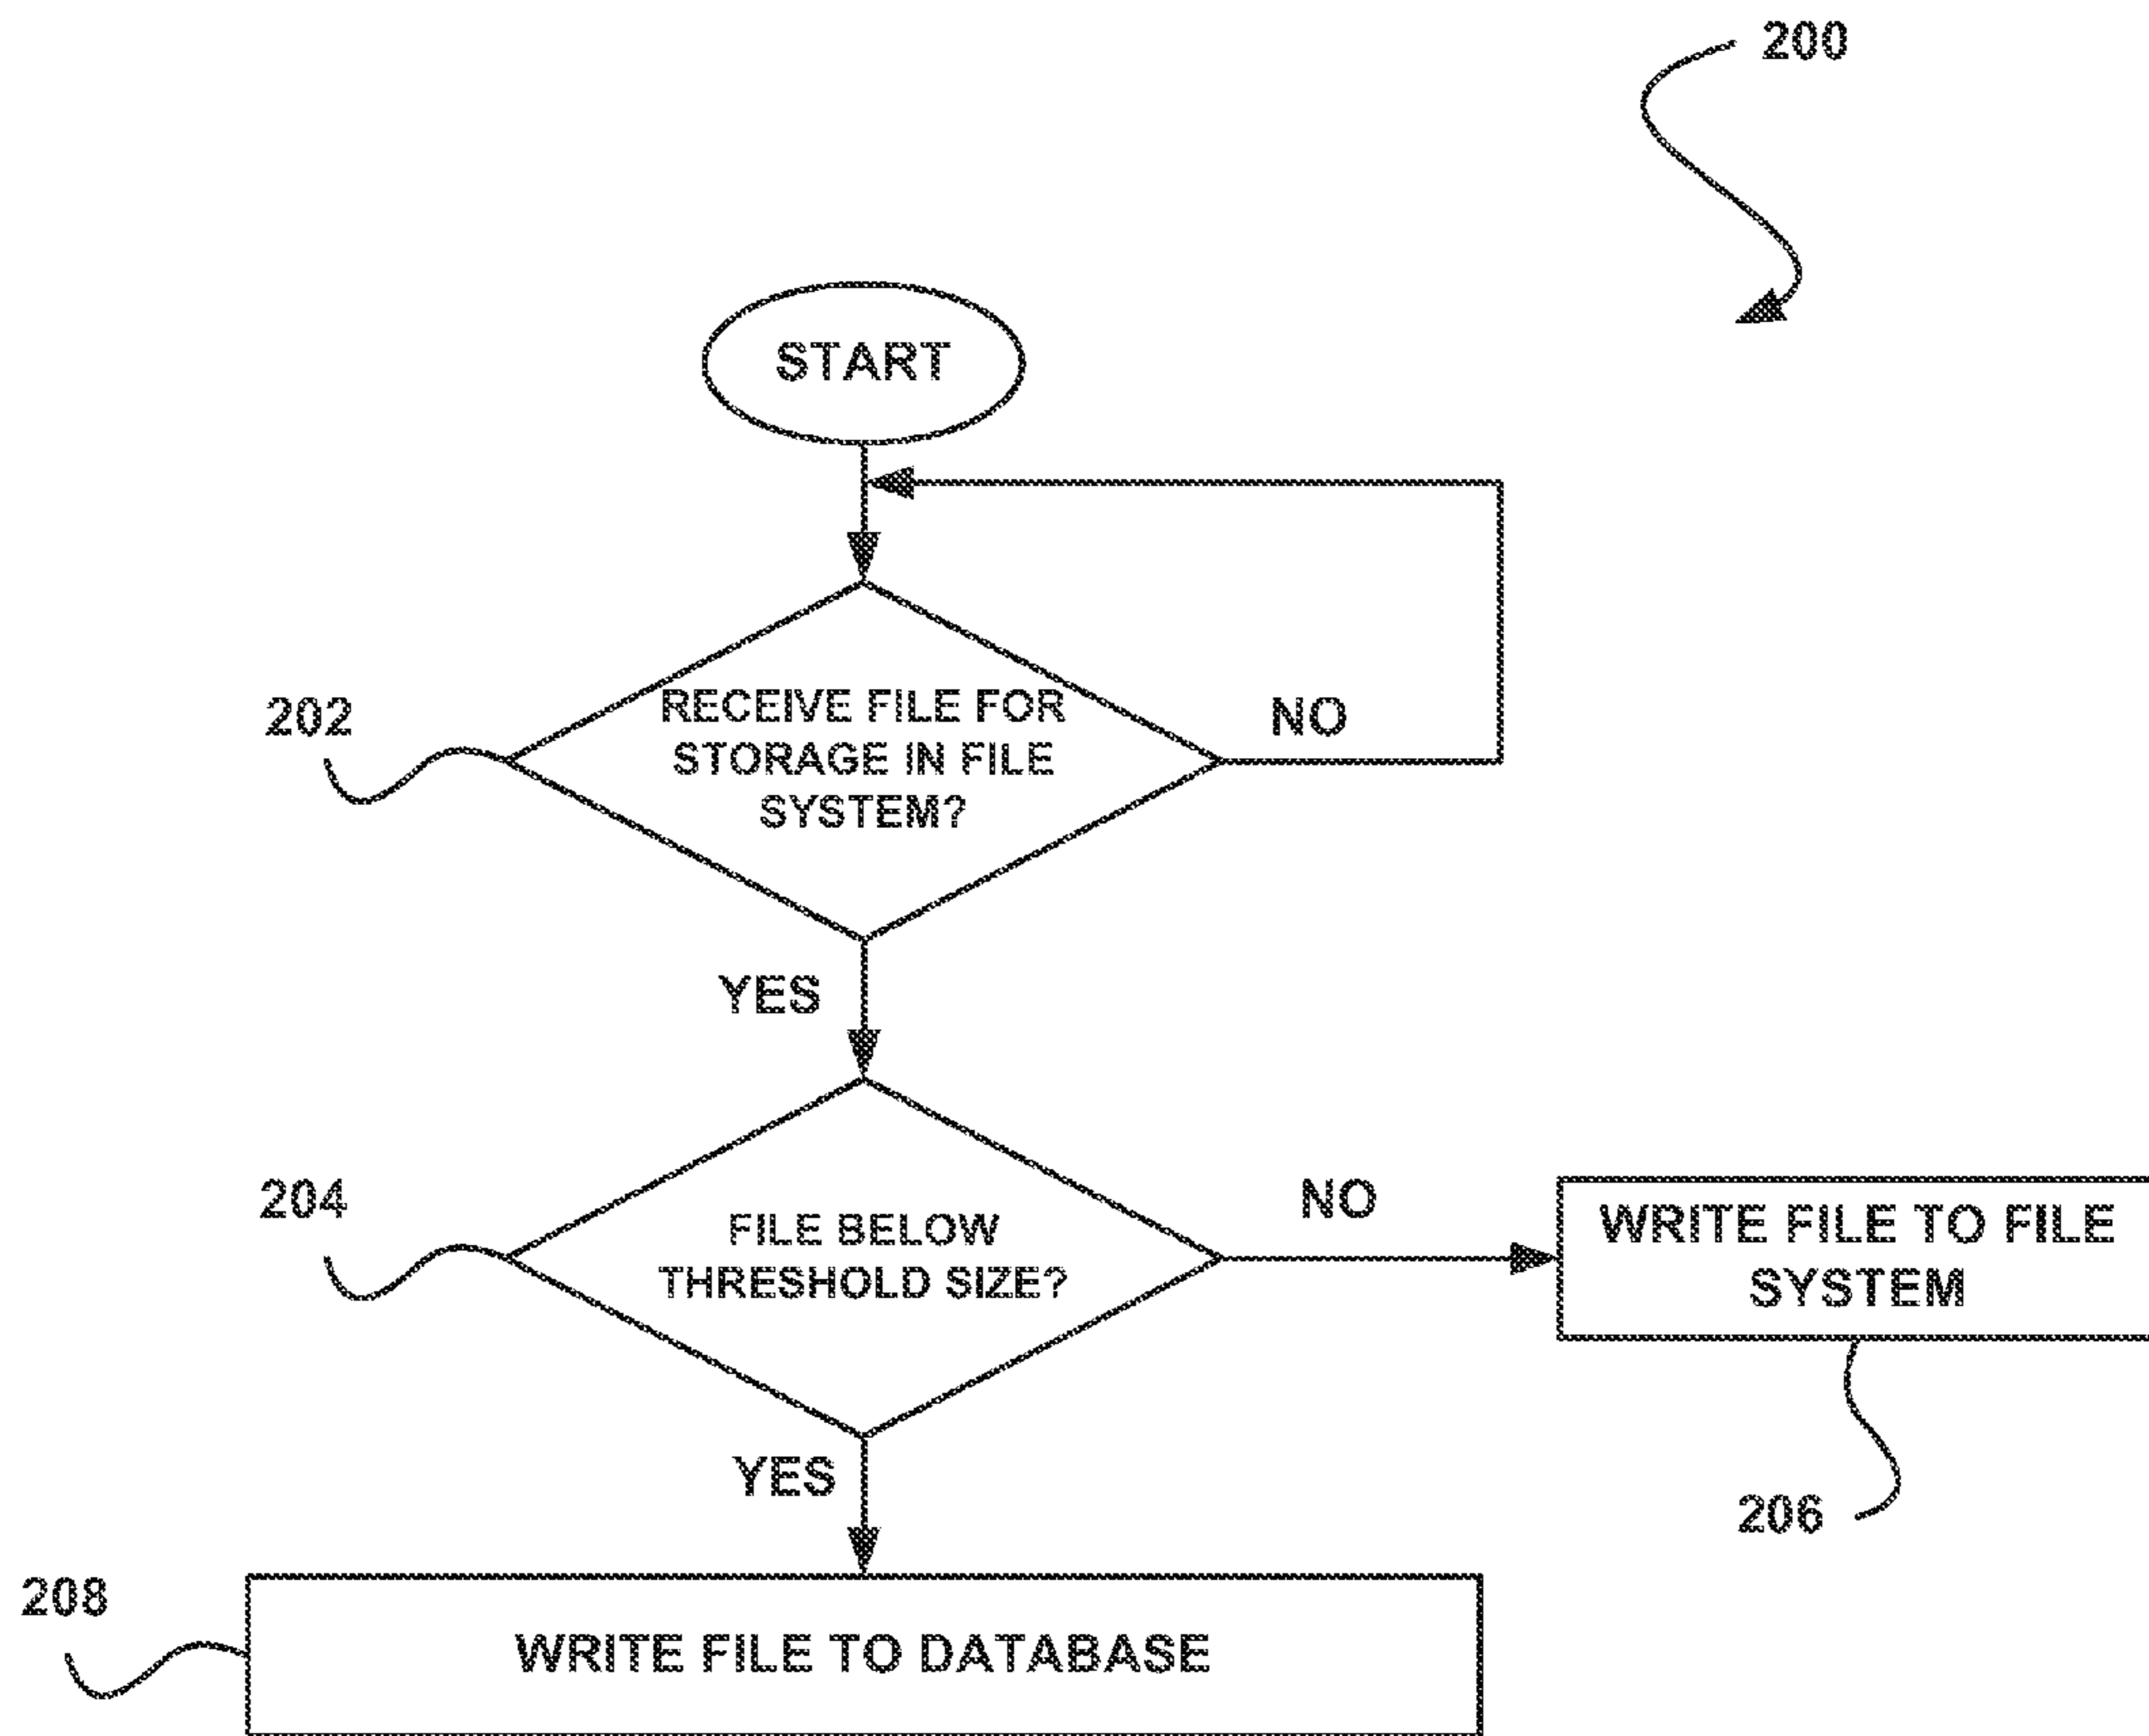 200
START
202
RECEIVE FILE FOR
STORAGE IN FILE
SYSTEM?
NO
YES
204
FILE BELOW
THRESHOLD SIZE?
NO
WRITE FILE TO FILE
SYSTEM
YES
206
208
WRITE FILE TO DATABASE